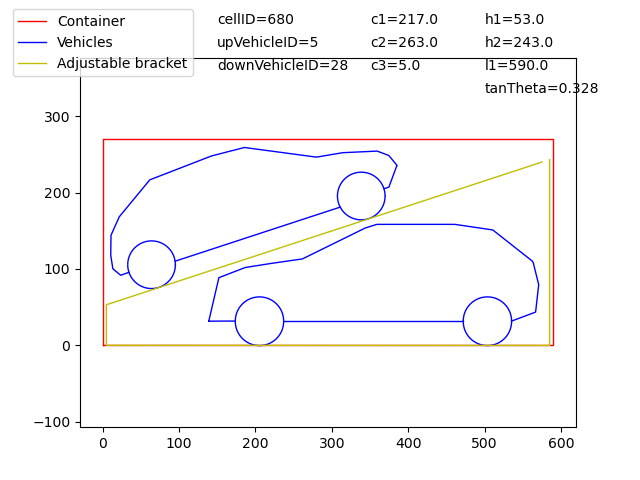 Container
Vehicles
Adjustable bracket
cellID=680
upVehicleID=5
downVehicleID=28
c1=217.0
c2=263.0
c3=5.0
h1=53.0
h2=243.0
l1=590.0
tanTheta=0.328
300
200
100
0
−100
0 100 200 300 400 500 600